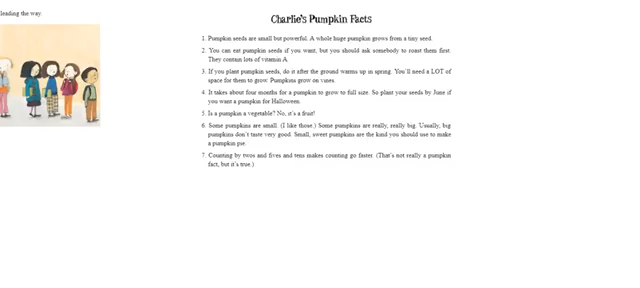 leading the way.
Charlie's Pumpkin Facts
1. Pumpkin seeds are small but powerful. A whole huge pumpkin grows from a tiny seed.
2. You can eat pumpkin seeds if you want, but you should ask somebody to roast them first.
They contain lots of vitamin A.
3. If you plant pumpkin seeds, do it after the ground warms up in spring. You'll need a LOT of
space for them to grow. Pumpkins grow on vines.
4. It takes about four months for a pumpkin to grow to full size. So plant your seeds by June if
you want a pumpkin for Halloween.
5. Is a pumpkin a vegetable? No, it's a fruit!
6. Some pumpkins are small. (I like those.) Some pumpkins are really, really big. Usually, big
pumpkins don't taste very good. Small, sweet pumpkins are the kind you should use to make
a pumpkin pie.
7. Counting by twos and fives and tens makes counting go faster. (That's not really a pumpkin
fact, but it's true.)